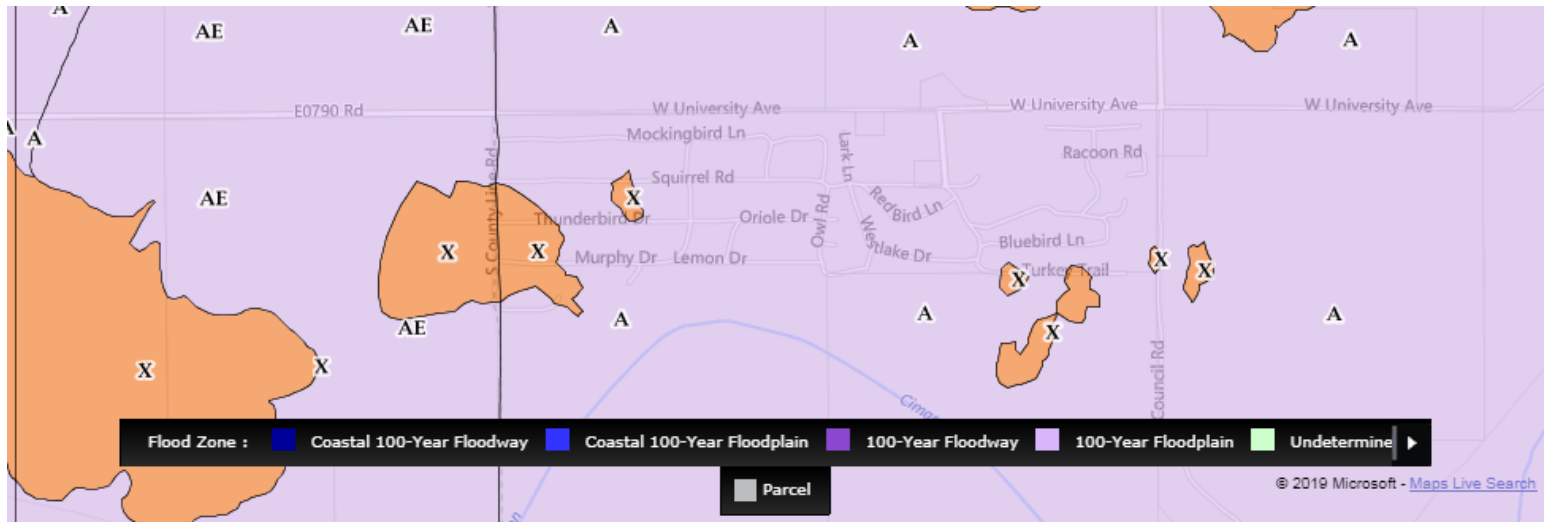 A
AE
AE
A
A
A
E0790 Rd
W University Ave
W University Ave
W University Ave
A
A
Mockingbird Ln
Lark Ln
Racoon Rd
S County Line Rd
Squirrel Rd
AE
X
Red Bird Ln
Thunderbird Dr
Oriole Dr
Owl Rd
Westlake Dr
Bluebird Ln
X
X
Murphy Dr
Lemon Dr
X
Turkey Trail
X
X
AE
A
A
X
A
X
X
Council Rd
Flood Zone :
Coastal 100-Year Floodway
Coastal 100-Year Floodplain
100-Year Floodway
100-Year Floodplain
Undetermine
Parcel
© 2019 Microsoft - Maps Live Search